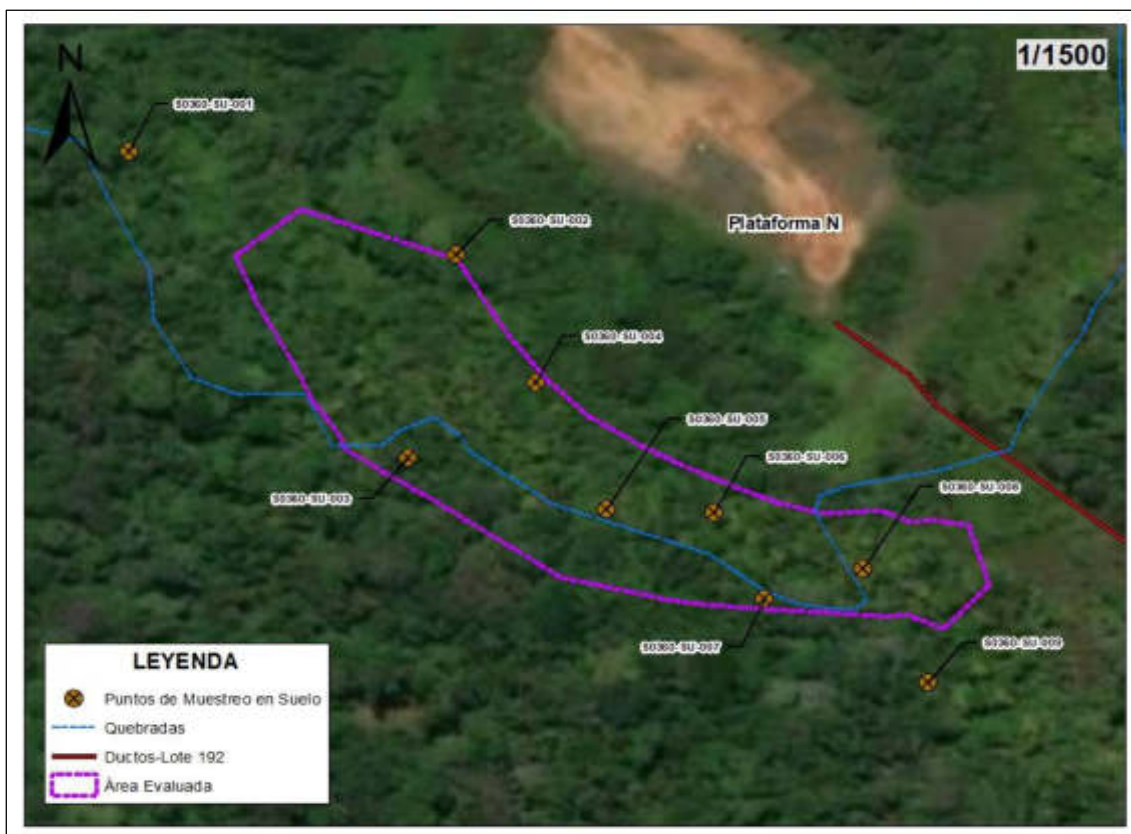 N
1/1500
S0360-SU-001
S0360-SU-002
Plataforma N
S0360-SU-004
S0360-SU-005
S0360-SU-006
S0360-SU-003
S0360-SU-008
S0360-SU-007
S0360-SU-009
LEYENDA
Puntos de Muestreo en Suelo
Quebradas
Ductos-Lote 192
Área Evaluada